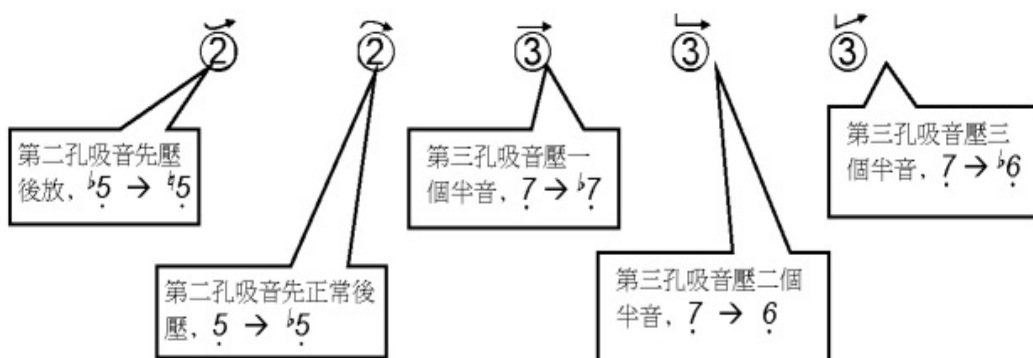 ② ② ③ ③ ③
第二孔吸音先壓
後放，♭5̣ → ♮5̣
第二孔吸音先正常後
壓，5̣ → ♭5̣
第三孔吸音壓一
個半音，7̣ → ♭7̣
第三孔吸音壓二個
半音，7̣ → 6̣
第三孔吸音壓三
個半音，7̣ → ♭6̣